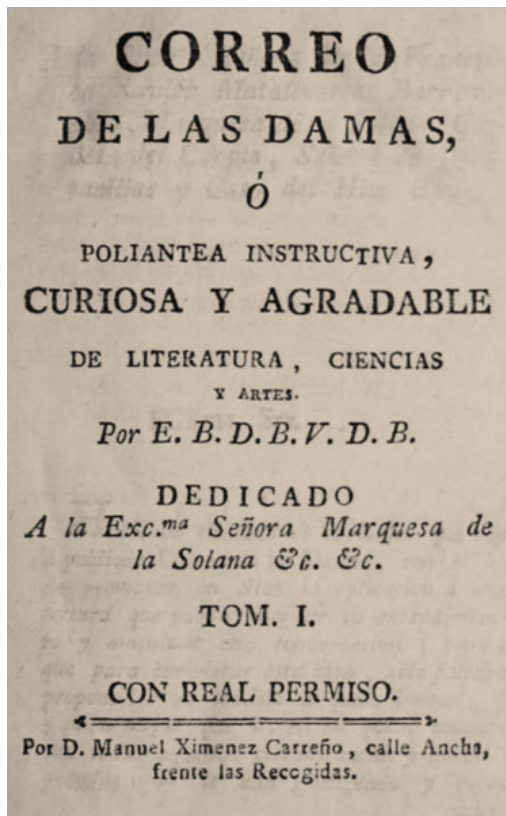 CORREO
DE LAS DAMAS,
Ó
POLIANTEA INSTRUCTIVA,
CURIOSA Y AGRADABLE
DE LITERATURA, CIENCIAS
Y ARTES.
Por E. B. D. B. V. D. B.
DEDICADO
A la Exc.ma Señora Marquesa de
la Solana &c. &c.
TOM. I.
CON REAL PERMISO.
Por D. Manuel Ximenez Carreño, calle Ancha,
frente las Recogidas.